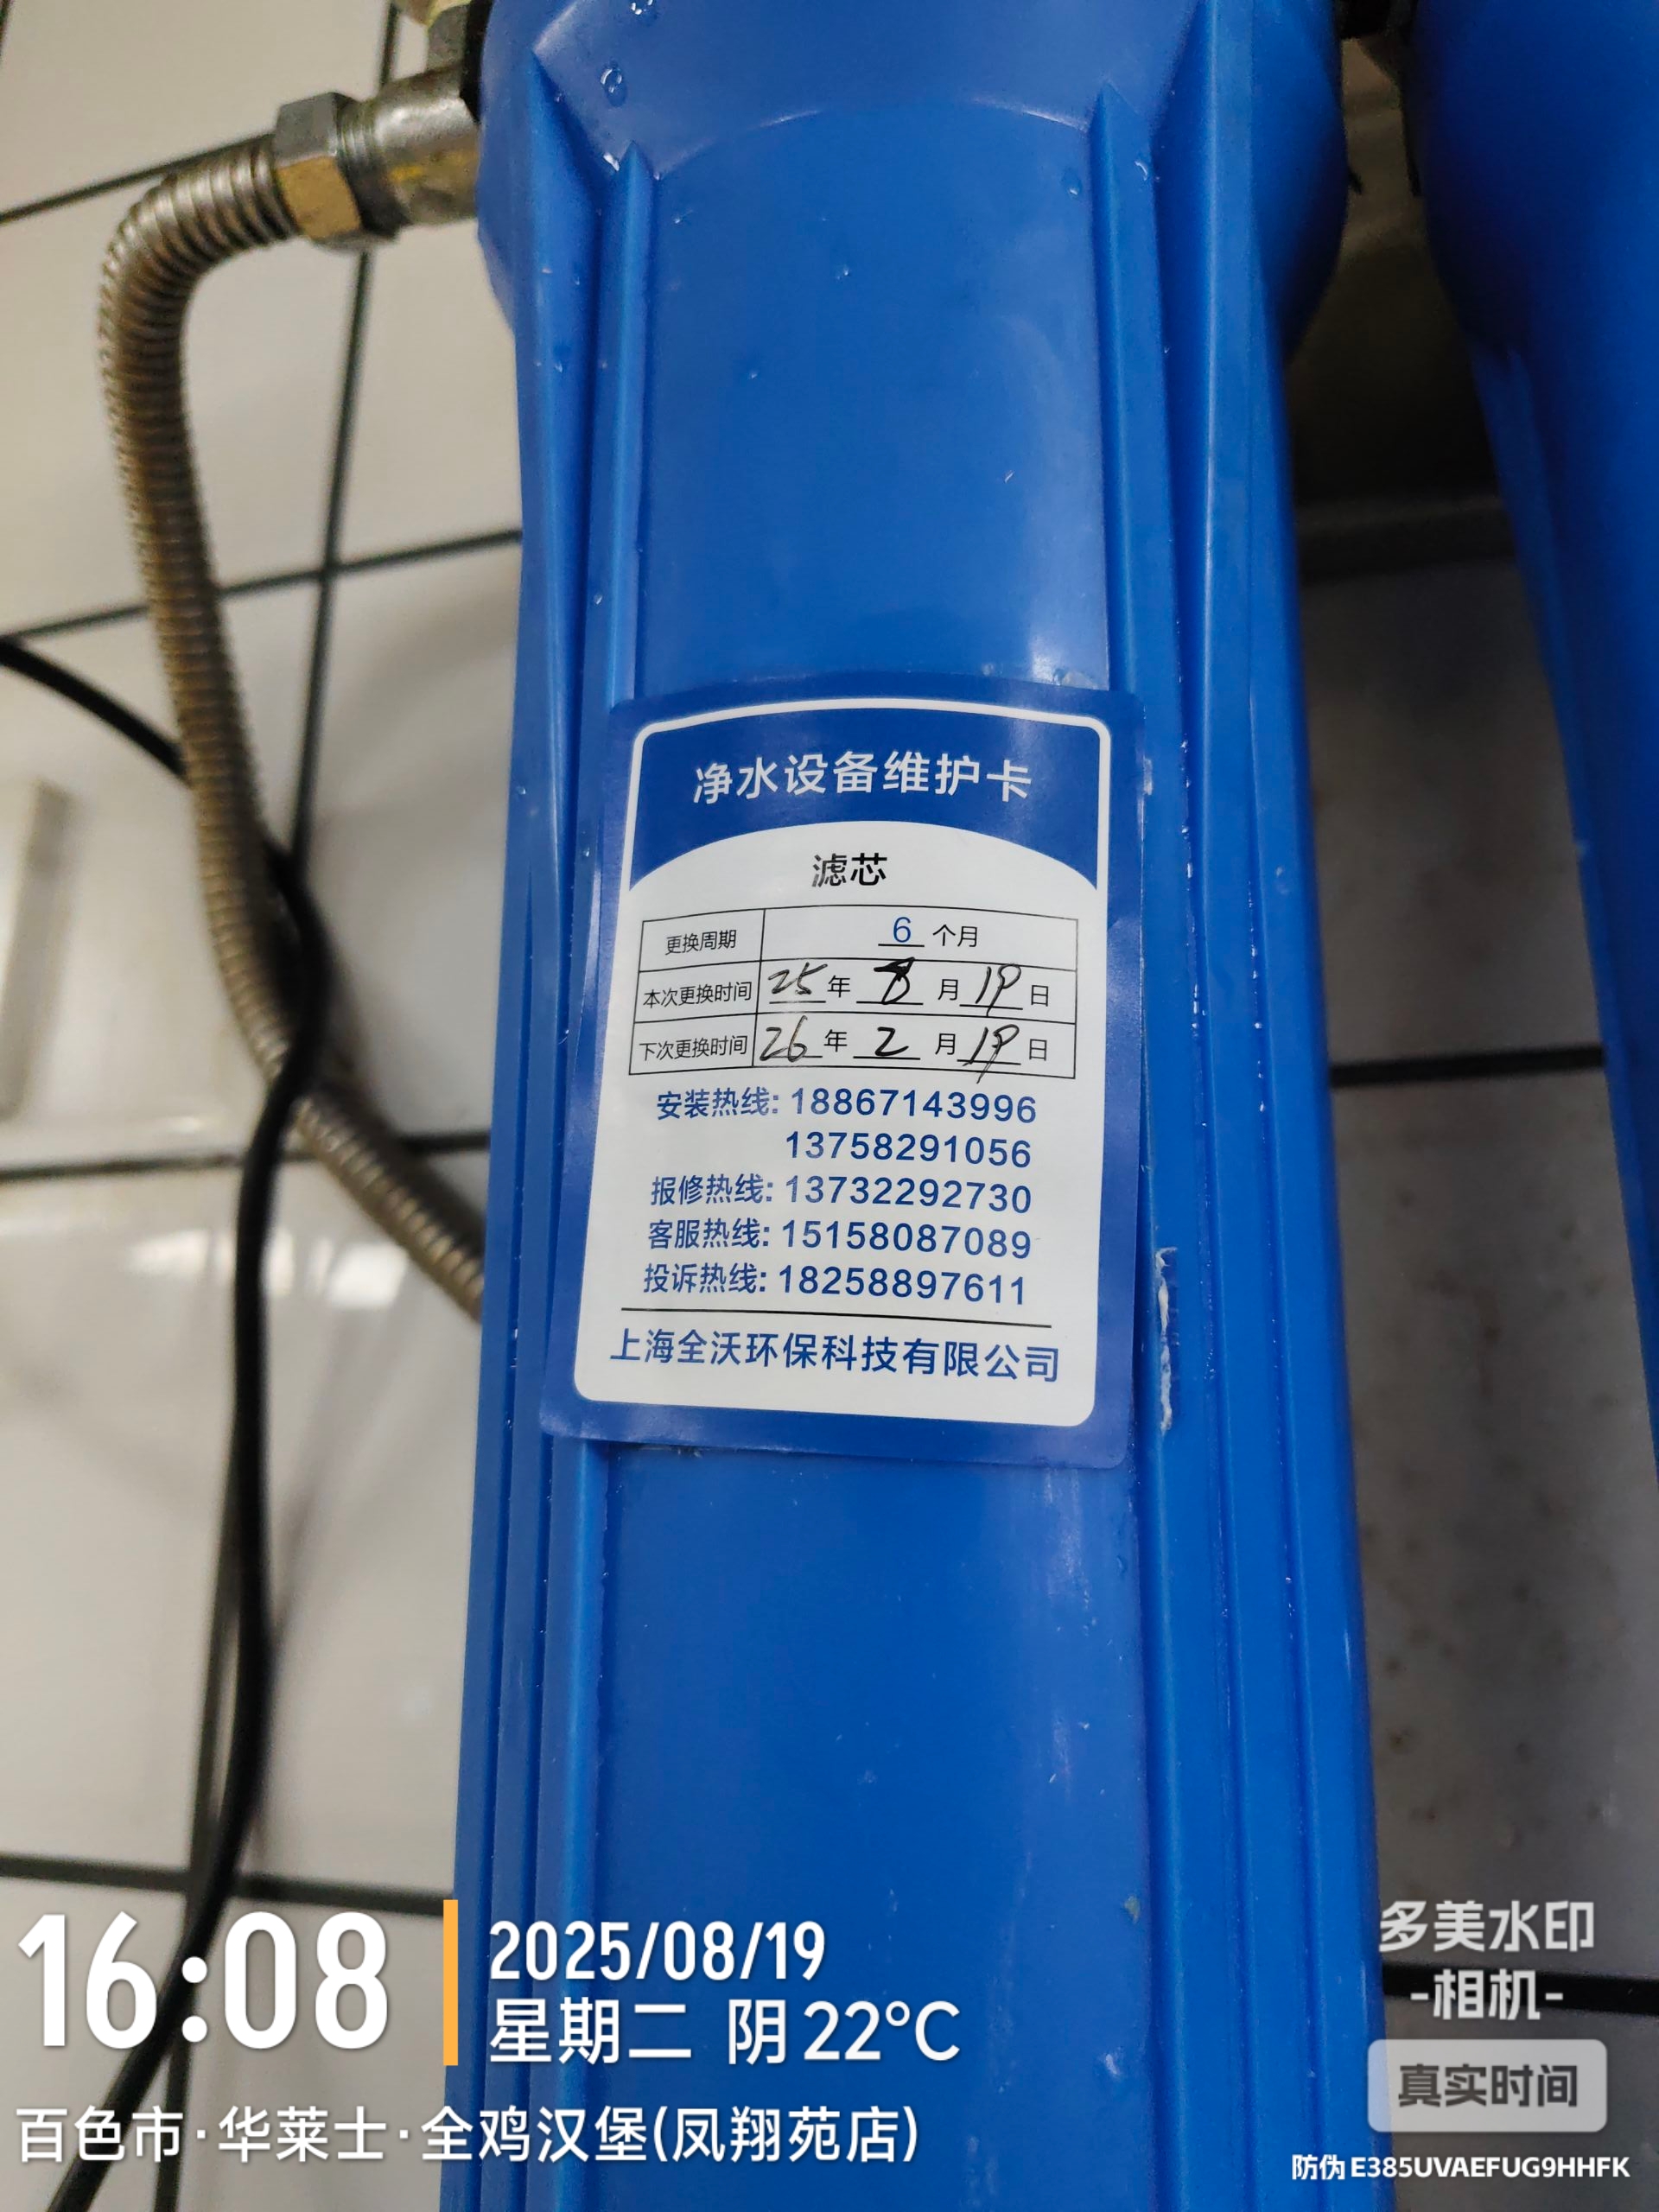 净水设备维护卡
滤芯
更换周期 6 个月
本次更换时间 25 年 8 月 19 日
下次更换时间 26 年 2 月 19 日
安装热线: 18867143996
13758291056
报修热线: 13732292730
客服热线: 15158087089
投诉热线: 18258897611
上海全沃环保科技有限公司
16:08
2025/08/19
星期二 阴 22°C
百色市·华莱士·全鸡汉堡(凤翔苑店)
多美水印
-相机-
真实时间
防伪 E385UVAEFUG9HHFK